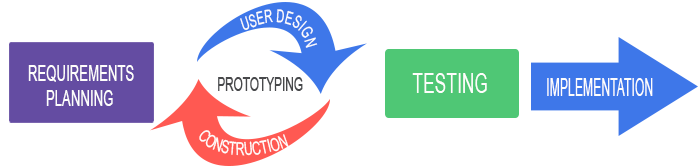 REQUIREMENTS
PLANNING
USER DESIGN
PROTOTYPING
CONSTRUCTION
TESTING
IMPLEMENTATION